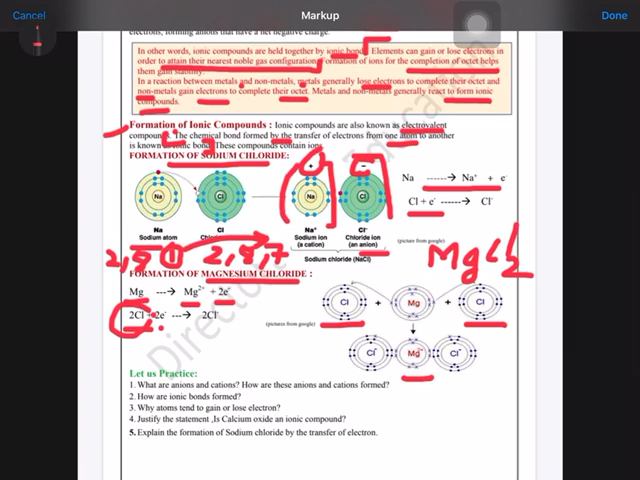 Cancel Markup Done
electrons, forming anions that have a net negative charge.
In other words, ionic compounds are held together by ionic bonds. Elements can gain or lose electrons in
order to attain their nearest noble gas configuration. Formation of ions for the completion of octet helps
them gain stability.
In a reaction between metals and non-metals, metals generally lose electrons to complete their octet and
non-metals gain electrons to complete their octet. Metals and non-metals generally react to form ionic
compounds.
Formation of Ionic Compounds : Ionic compounds are also known as electrovalent
compounds. The chemical bond formed by the transfer of electrons from one atom to another
is known as Ionic bond. These compounds contain ions.
FORMATION OF SODIUM CHLORIDE:
Na -------> Na⁺ + e⁻
Cl + e⁻ -------> Cl⁻
Na Cl Na Cl
+ −
Na Cl Na⁺ Cl⁻
Sodium atom Sodium ion Chloride ion
(a cation) (an anion)
Sodium chloride (NaCl)
(picture from google)
2,8,1 2,8,7
MgCl2
FORMATION OF MAGNESIUM CHLORIDE :
Mg ---> Mg²⁺ + 2e⁻
2Cl + 2e⁻ ---> 2Cl⁻
(pictures from google)
Cl + Mg + Cl
Cl⁻ Mg Cl⁻
Let us Practice:
1. What are anions and cations? How are these anions and cations formed?
2. How are ionic bonds formed?
3. Why atoms tend to gain or lose electron?
4. Justify the statement ,Is Calcium oxide an ionic compound?
5. Explain the formation of Sodium chloride by the transfer of electron.